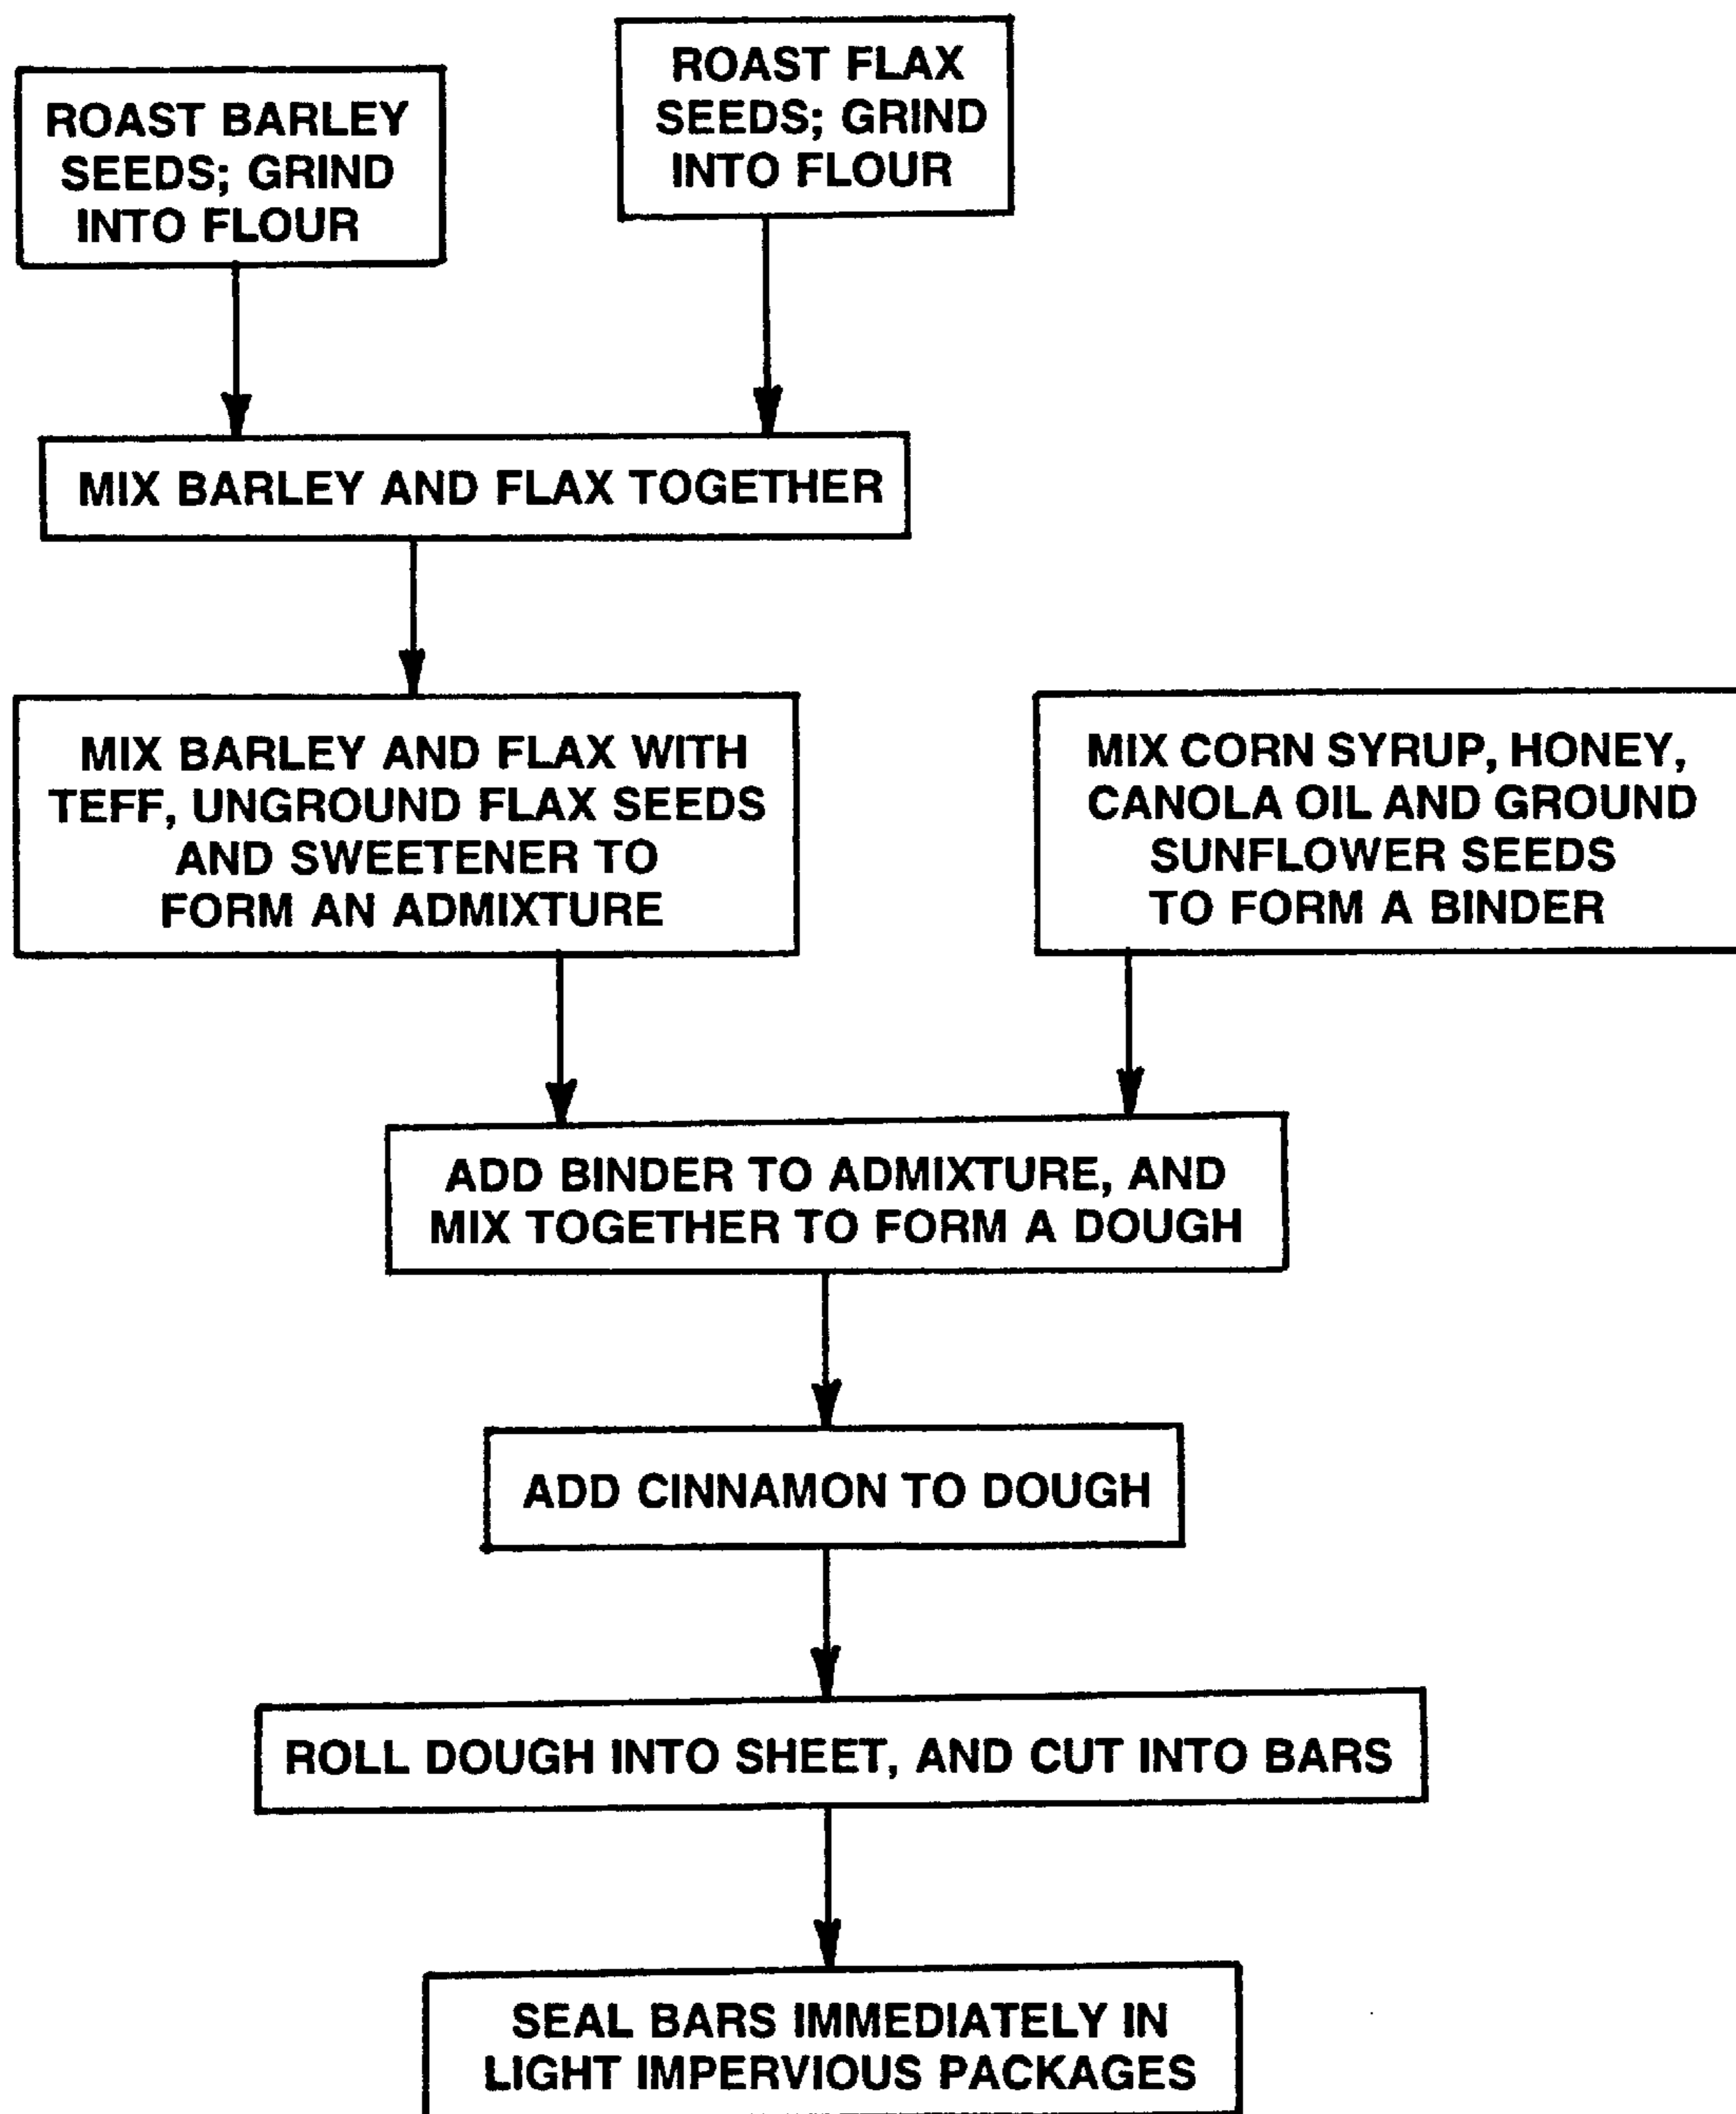 ROAST BARLEY
SEEDS; GRIND
INTO FLOUR
ROAST FLAX
SEEDS; GRIND
INTO FLOUR
MIX BARLEY AND FLAX TOGETHER
MIX BARLEY AND FLAX WITH
TEFF, UNGROUND FLAX SEEDS
AND SWEETENER TO
FORM AN ADMIXTURE
MIX CORN SYRUP, HONEY,
CANOLA OIL AND GROUND
SUNFLOWER SEEDS
TO FORM A BINDER
ADD BINDER TO ADMIXTURE, AND
MIX TOGETHER TO FORM A DOUGH
ADD CINNAMON TO DOUGH
ROLL DOUGH INTO SHEET, AND CUT INTO BARS
SEAL BARS IMMEDIATELY IN
LIGHT IMPERVIOUS PACKAGES